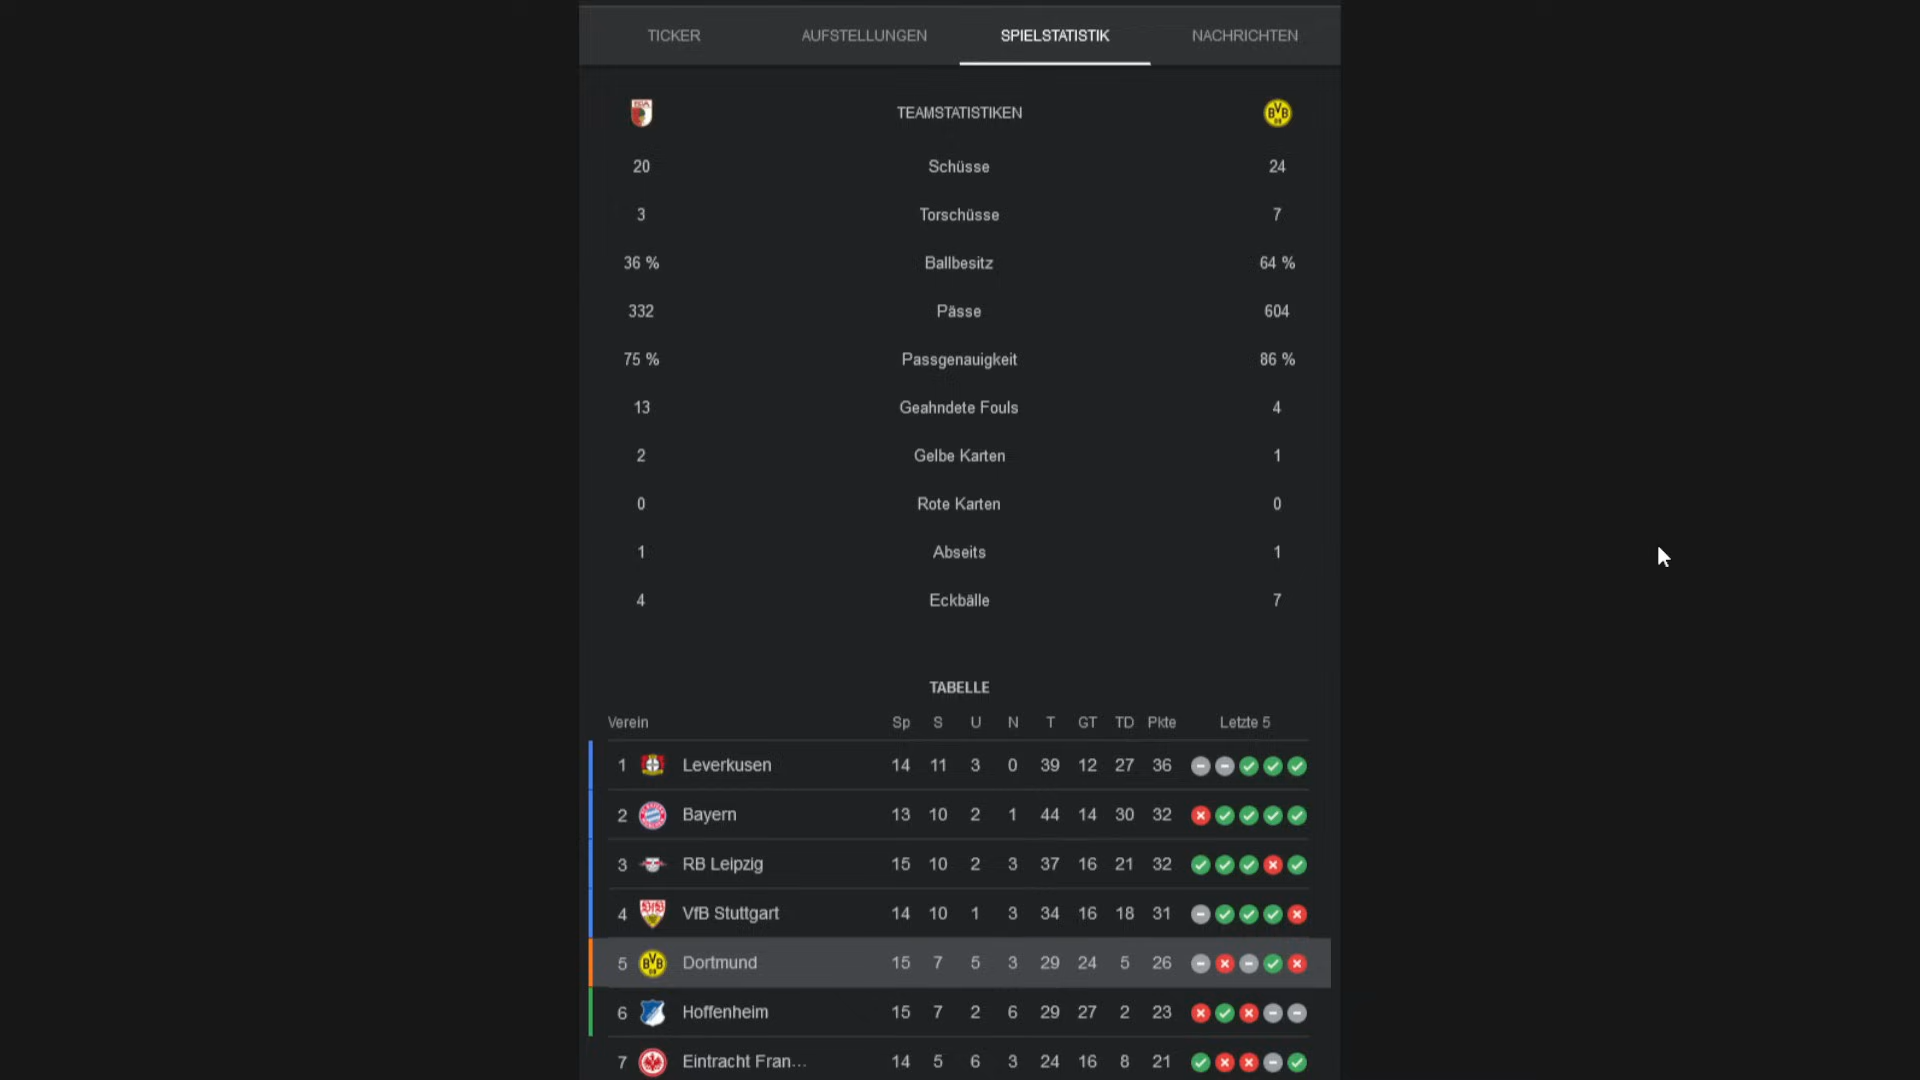 TICKER AUFSTELLUNGEN SPIELSTATISTIK NACHRICHTEN
TEAMSTATISTIKEN
20 Schüsse 24
3 Torschüsse 7
36 % Ballbesitz 64 %
332 Pässe 604
75 % Passgenauigkeit 86 %
13 Geahndete Fouls 4
2 Gelbe Karten 1
0 Rote Karten 0
1 Abseits 1
4 Eckbälle 7
TABELLE
Verein Sp S U N T GT TD Pkte Letzte 5
1 Leverkusen 14 11 3 0 39 12 27 36
2 Bayern 13 10 2 1 44 14 30 32
3 RB Leipzig 15 10 2 3 37 16 21 32
4 VfB Stuttgart 14 10 1 3 34 16 18 31
5 Dortmund 15 7 5 3 29 24 5 26
6 Hoffenheim 15 7 2 6 29 27 2 23
7 Eintracht Fran... 14 5 6 3 24 16 8 21